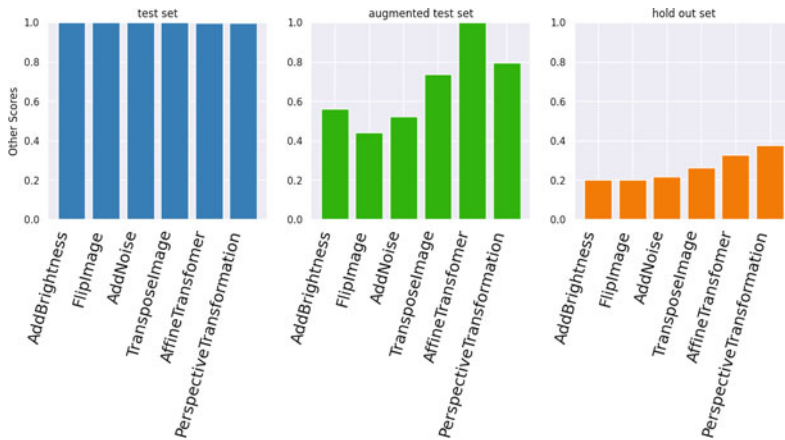 test set
augmented test set
hold out set
Other Scores
1.0
0.8
0.6
0.4
0.2
0.0
AddBrightness
FlipImage
AddNoise
TransposeImage
AffineTransfomer
PerspectiveTransformation
1.0
0.8
0.6
0.4
0.2
0.0
AddBrightness
FlipImage
AddNoise
TransposeImage
AffineTransfomer
PerspectiveTransformation
1.0
0.8
0.6
0.4
0.2
0.0
AddBrightness
FlipImage
AddNoise
TransposeImage
AffineTransfomer
PerspectiveTransformation